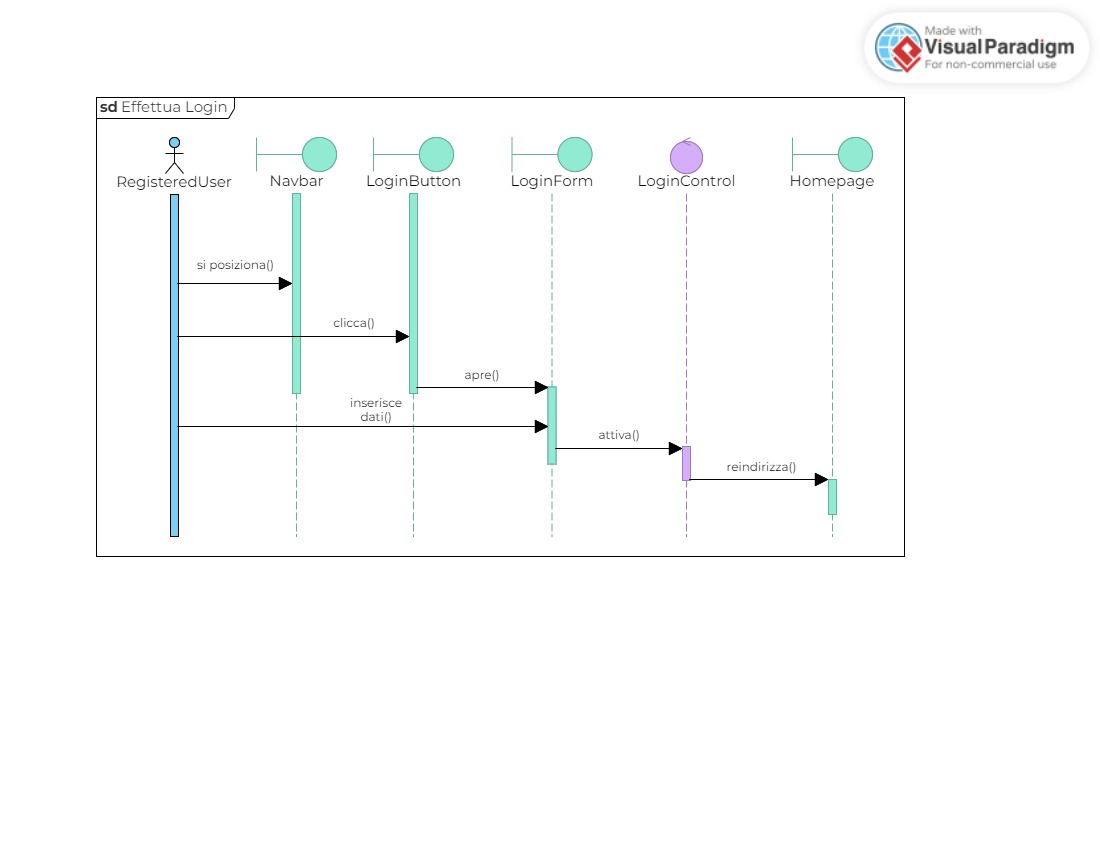 Made with
Visual Paradigm
For non-commercial use
sd Effettua Login
RegisteredUser
Navbar
LoginButton
LoginForm
LoginControl
Homepage
si posiziona()
clicca()
apre()
inserisce
dati()
attiva()
reindirizza()